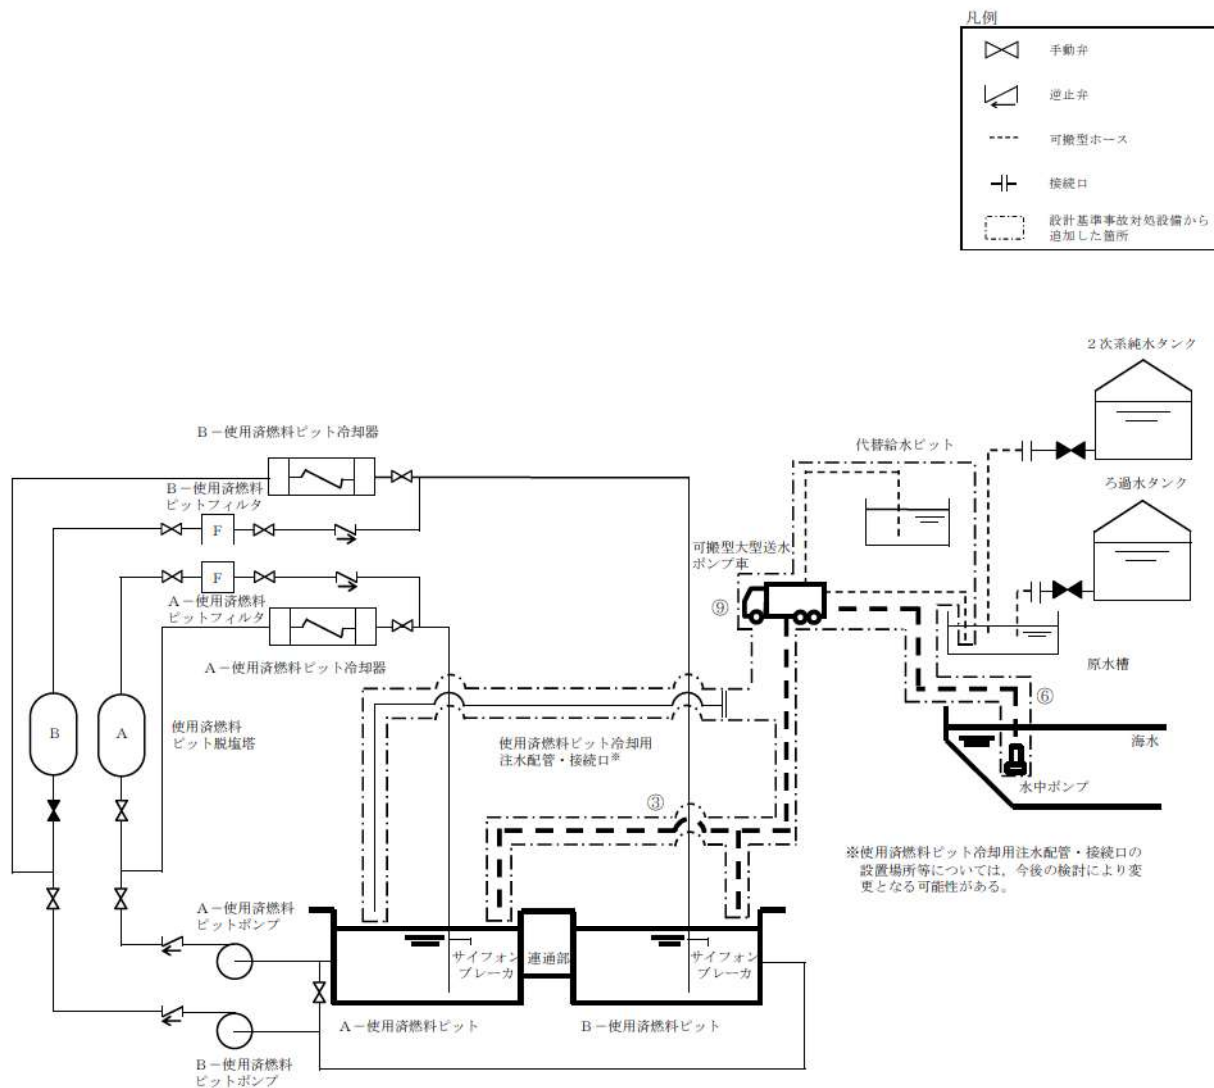 凡例
手動弁
逆止弁
可搬型ホース
接続口
設計基準事故対処設備から
追加した箇所
2次系純水タンク
B－使用済燃料ピット冷却器
代替給水ピット
B－使用済燃料
ピットフィルタ
ろ過水タンク
F
可搬型大型送水
ポンプ車
F
A－使用済燃料
ピットフィルタ
⑨
原水槽
A－使用済燃料ピット冷却器
⑥
B
A
使用済燃料
ピット脱塩塔
使用済燃料ピット冷却用
注水配管・接続口※
海水
水中ポンプ
③
※使用済燃料ピット冷却用注水配管・接続口の
設置場所等については，今後の検討により変
更となる可能性がある。
A－使用済燃料
ピットポンプ
サイフォン
ブレーカ
連通部
サイフォン
ブレーカ
A－使用済燃料ピット
B－使用済燃料ピット
B－使用済燃料
ピットポンプ